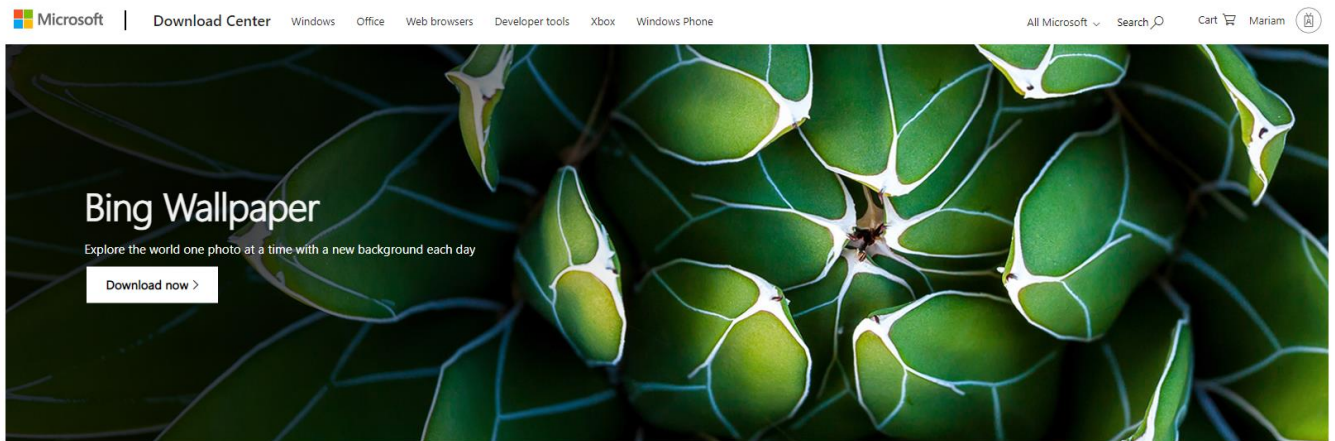 Microsoft Download Center Windows Office Web browsers Developer tools Xbox Windows Phone All Microsoft Search Cart Mariam
Bing Wallpaper
Explore the world one photo at a time with a new background each day
Download now >